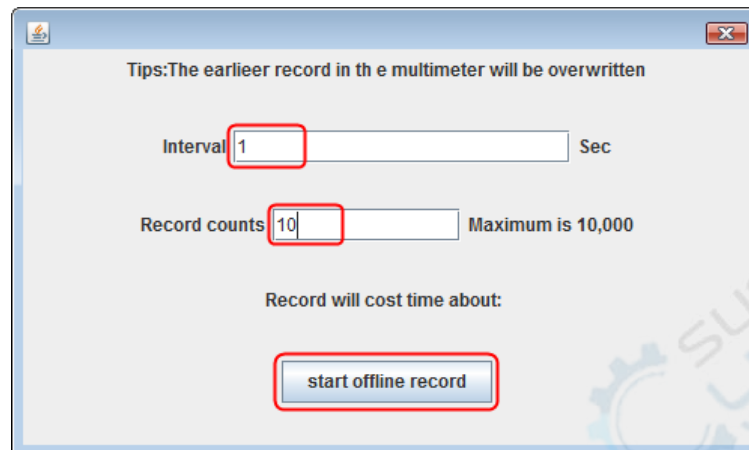 Tips:The earlieer record in th e multimeter will be overwritten
Interval 1 Sec
Record counts 10 Maximum is 10,000
Record will cost time about:
start offline record